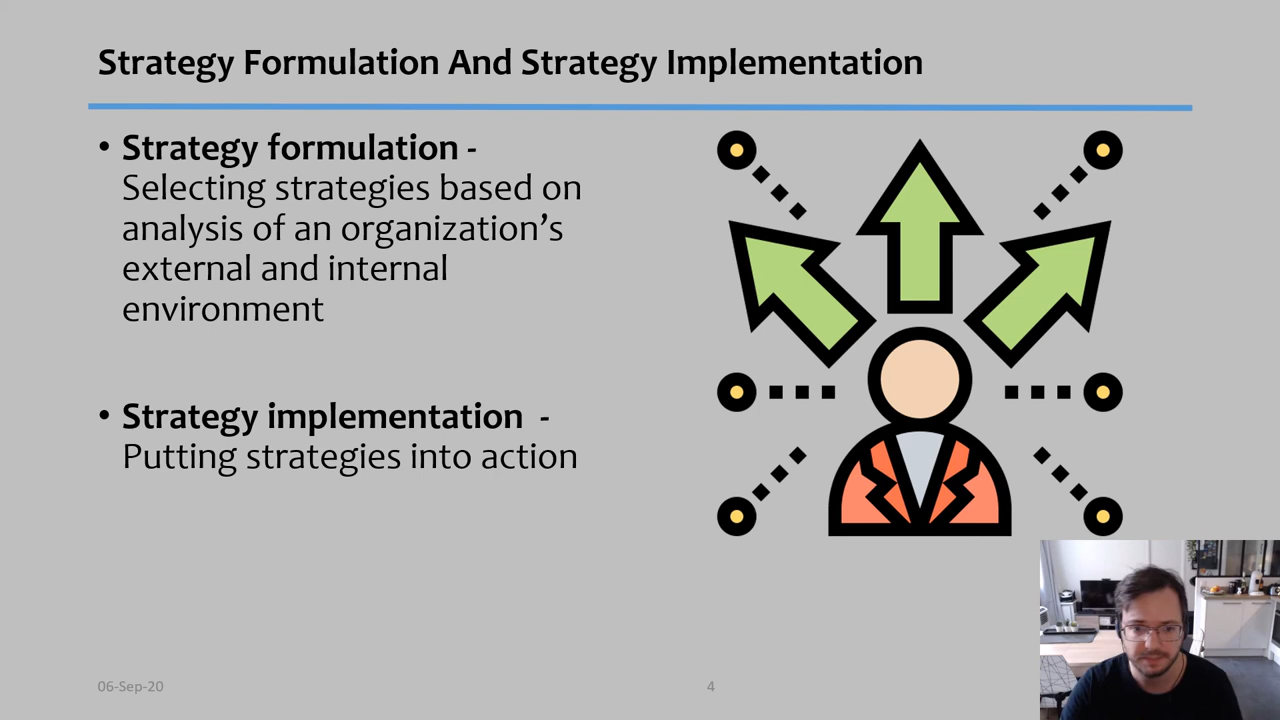 Strategy Formulation And Strategy Implementation
• Strategy formulation -
Selecting strategies based on
analysis of an organization’s
external and internal
environment
• Strategy implementation  -
Putting strategies into action
06-Sep-20
4